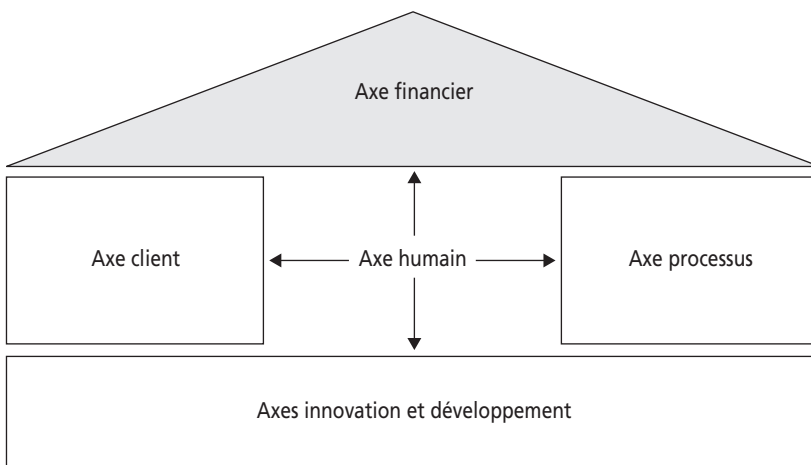 Axe financier
Axe client
Axe humain
Axe processus
Axes innovation et développement